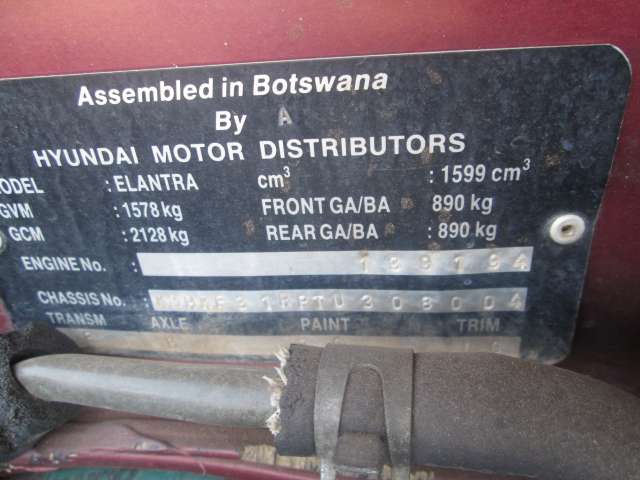 Assembled in Botswana
By A
HYUNDAI MOTOR DISTRIBUTORS
ODEL : ELANTRA cm³ : 1599 cm³
GVM : 1578 kg FRONT GA/BA 890 kg
GCM : 2128 kg REAR GA/BA : 890 kg
ENGINE No. :
CHASSIS No. :
TRANSM AXLE PAINT TRIM